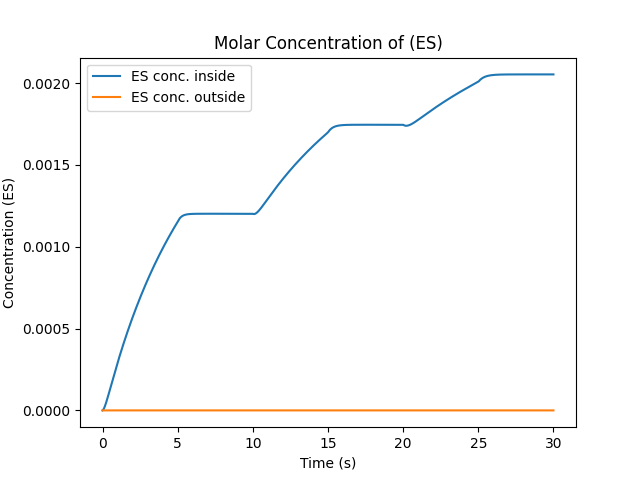 Molar Concentration of (ES)
ES conc. inside
ES conc. outside
Concentration (ES)
0.0020
0.0015
0.0010
0.0005
0.0000
0 5 10 15 20 25 30
Time (s)